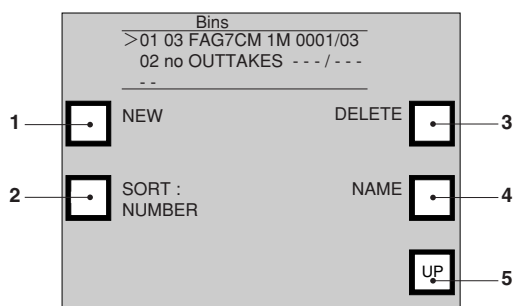 Bins
>01 03 FAG7CM 1M 0001/03
02 no OUTTAKES - - - / - - -
- -
1 NEW DELETE 3
2 SORT : NAME 4
NUMBER
UP 5